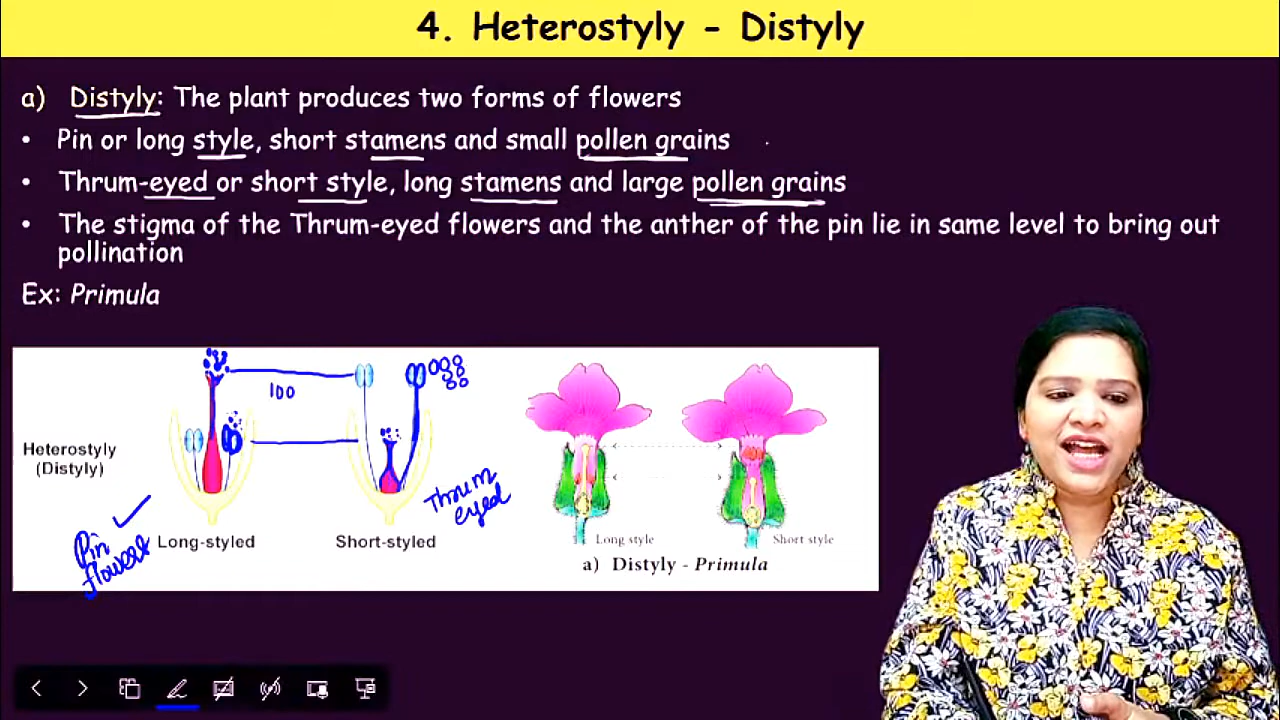 4. Heterostyly - Distyly
a) Distyly: The plant produces two forms of flowers
• Pin or long style, short stamens and small pollen grains
• Thrum-eyed or short style, long stamens and large pollen grains
• The stigma of the Thrum-eyed flowers and the anther of the pin lie in same level to bring out
pollination
Ex: Primula
Heterostyly
(Distyly)
100
Pin
flowers
Long-styled
Short-styled
Thrum
eyed
Long style
Short style
a) Distyly - Primula